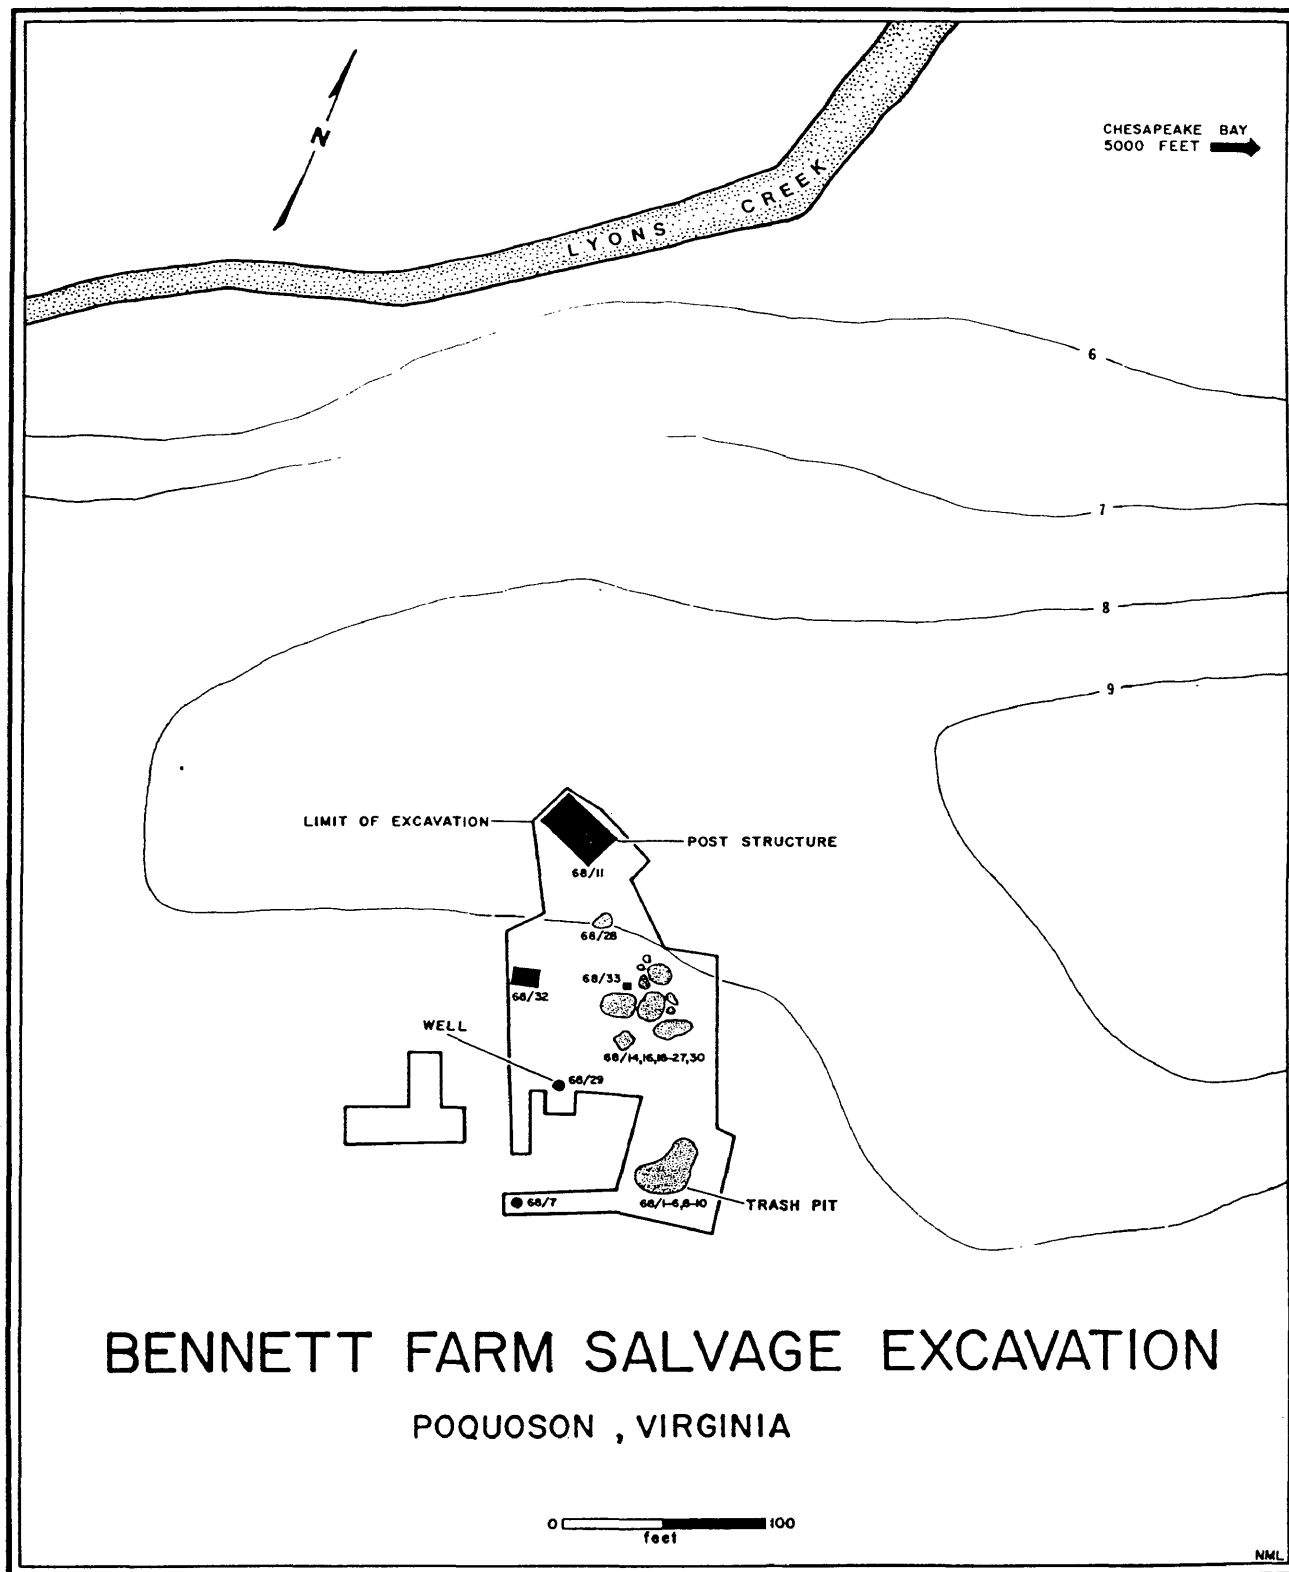 N
CHESAPEAKE BAY
5000 FEET
LYONS CREEK
6
7
8
9
LIMIT OF EXCAVATION
POST STRUCTURE
68/11
68/28
68/33
68/32
WELL
68/14,16,18-27,30
68/29
68/7
68/1-6,8-10
TRASH PIT
BENNETT FARM SALVAGE EXCAVATION
POQUOSON , VIRGINIA
0 100
feet
NML